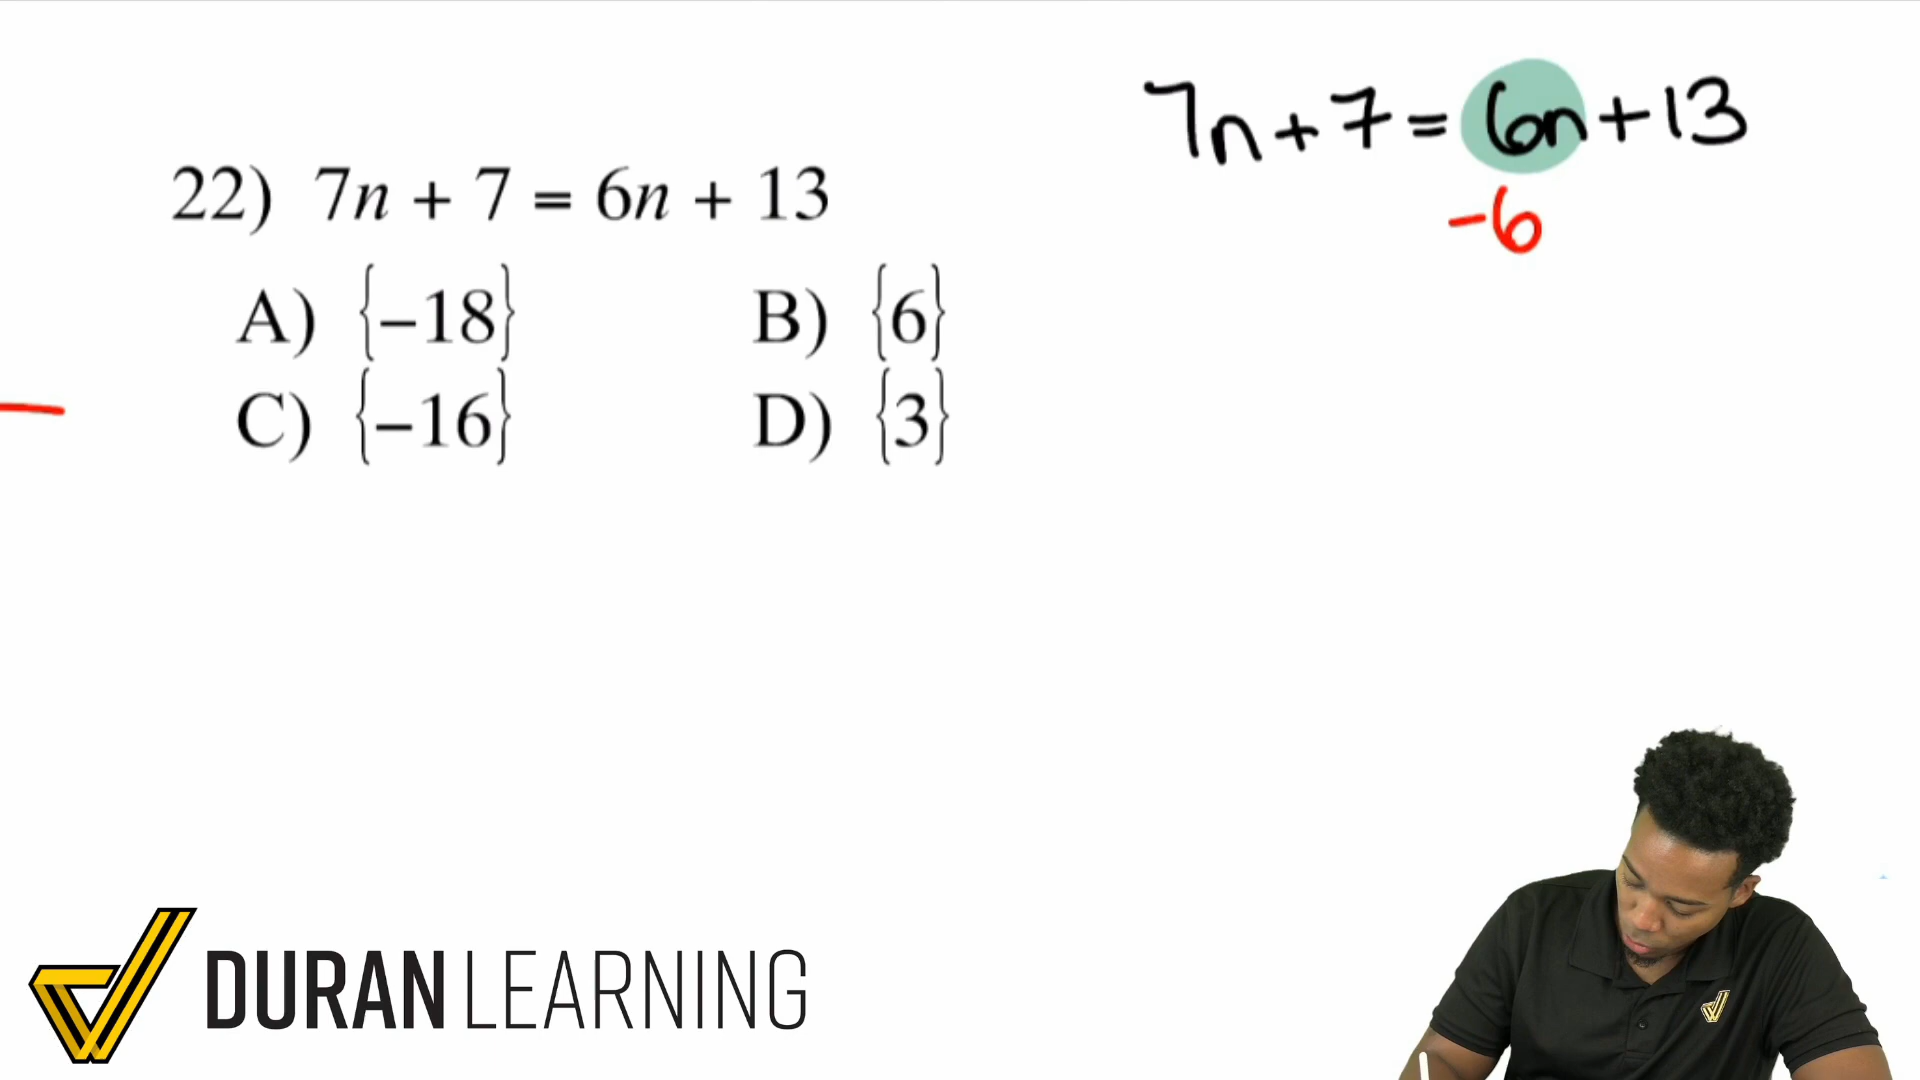 7n+7=6n+13
-6
22) 7n + 7 = 6n + 13
A) {−18} B) {6}
C) {−16} D) {3}
DURAN LEARNING